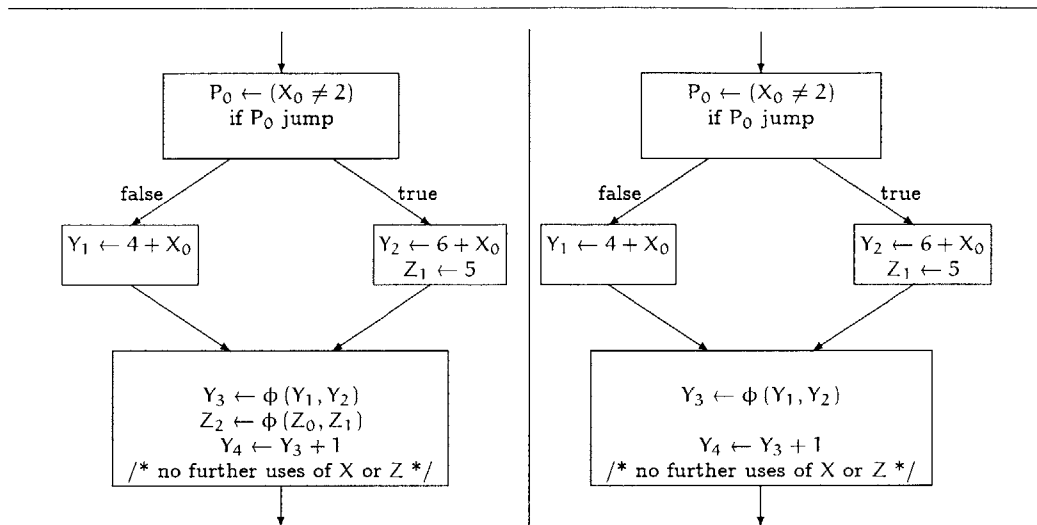 P₀ ← (X₀ ≠ 2)
if P₀ jump
false
true
Y₁ ← 4 + X₀
Y₂ ← 6 + X₀
Z₁ ← 5
Y₃ ← φ (Y₁, Y₂)
Z₂ ← φ (Z₀, Z₁)
Y₄ ← Y₃ + 1
/* no further uses of X or Z */
P₀ ← (X₀ ≠ 2)
if P₀ jump
false
true
Y₁ ← 4 + X₀
Y₂ ← 6 + X₀
Z₁ ← 5
Y₃ ← φ (Y₁, Y₂)
Y₄ ← Y₃ + 1
/* no further uses of X or Z */